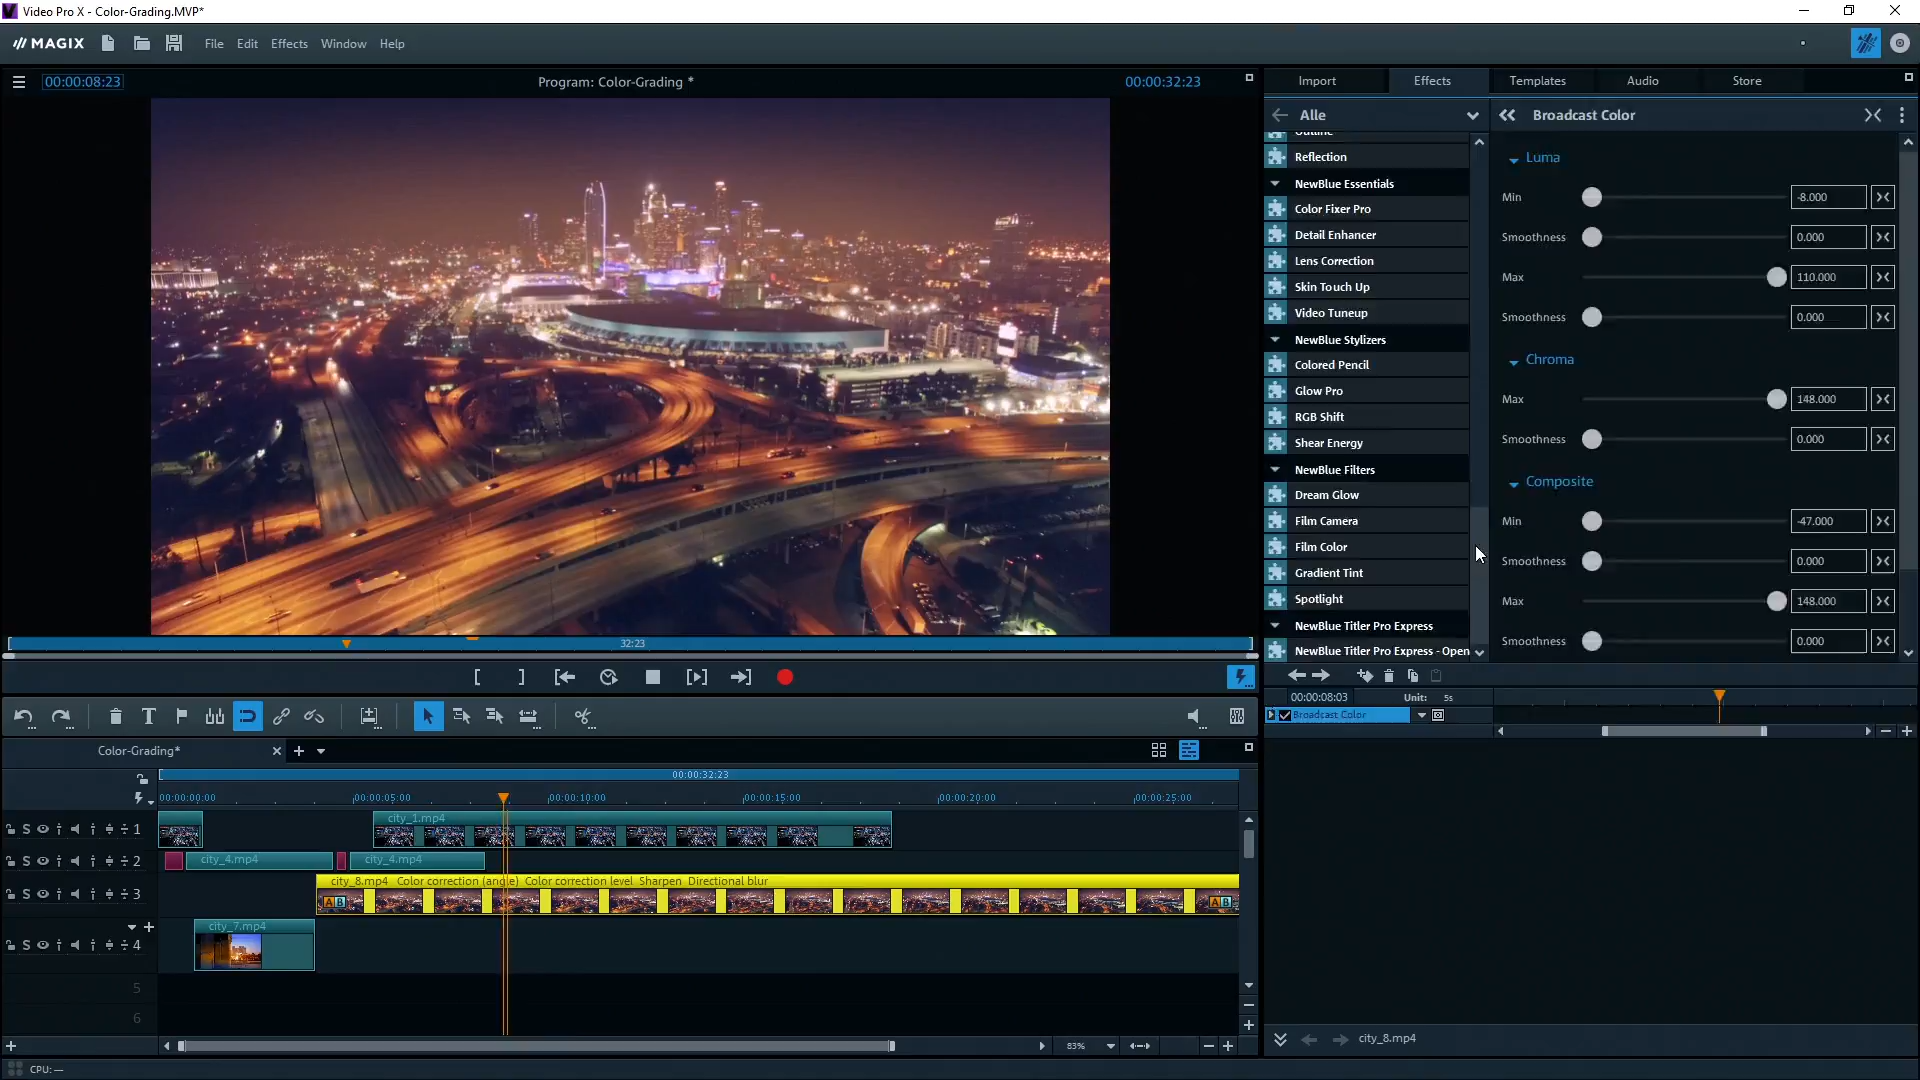 Video Pro X - Color-Grading.MVP*
MAGIX
File Edit Effects Window Help
00:00:08:23
Program: Color-Grading *
00:00:32:23
Import Effects Templates Audio Store
Alle
Broadcast Color
Outline
Reflection
NewBlue Essentials
Color Fixer Pro
Detail Enhancer
Lens Correction
Skin Touch Up
Video Tuneup
NewBlue Stylizers
Colored Pencil
Glow Pro
RGB Shift
Shear Energy
NewBlue Filters
Dream Glow
Film Camera
Film Color
Gradient Tint
Spotlight
NewBlue Titler Pro Express
NewBlue Titler Pro Express - Open
Luma
Min -8.000
Smoothness 0.000
Max 110.000
Smoothness 0.000
Chroma
Max 148.000
Smoothness 0.000
Composite
Min -47.000
Smoothness 0.000
Max 148.000
Smoothness 0.000
32:23
00:00:08:03 Unit: 5s
Broadcast Color
Color-Grading*
00:00:32:23
00:00:00:00 00:00:05:00 00:00:10:00 00:00:15:00 00:00:20:00 00:00:25:00
S 1
city_1.mp4
S 2
city_4.mp4 city_4.mp4
S 3
city_8.mp4 Color correction (angle) Color correction level Sharpen Directional blur
A B A B
S 4
city_7.mp4
5
6
83%
city_8.mp4
CPU: —